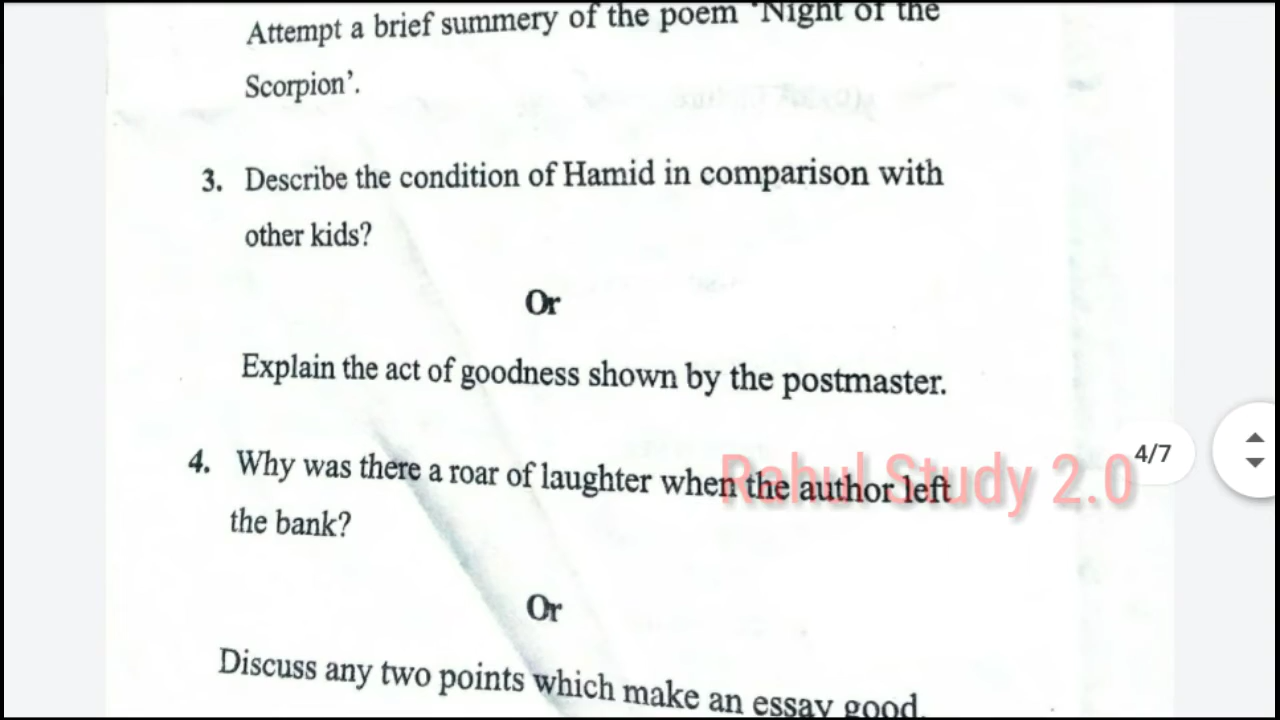 Attempt a brief summery of the poem 'Night of the
Scorpion'.
3. Describe the condition of Hamid in comparison with
other kids?
Or
Explain the act of goodness shown by the postmaster.
4. Why was there a roar of laughter when the author left
the bank?
Rahul Study 2.0
4/7
Or
Discuss any two points which make an essay good.